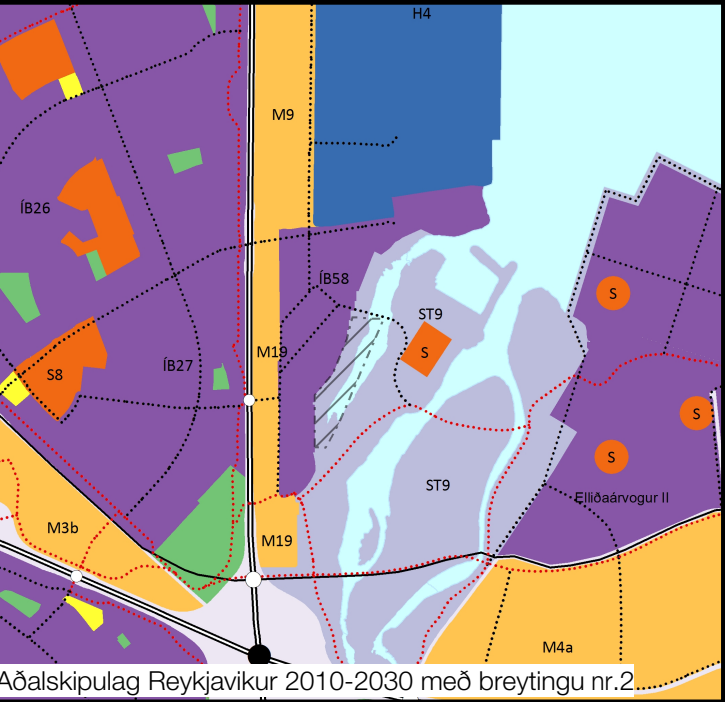 H4
M9
ÍB26
S
ÍB58
ST9
M19
S
ÍB27
S8
S
S
ST9
Elliðaárvogur II
M3b
M19
M4a
Aðalskipulag Reykjavikur 2010-2030 með breytingu nr.2